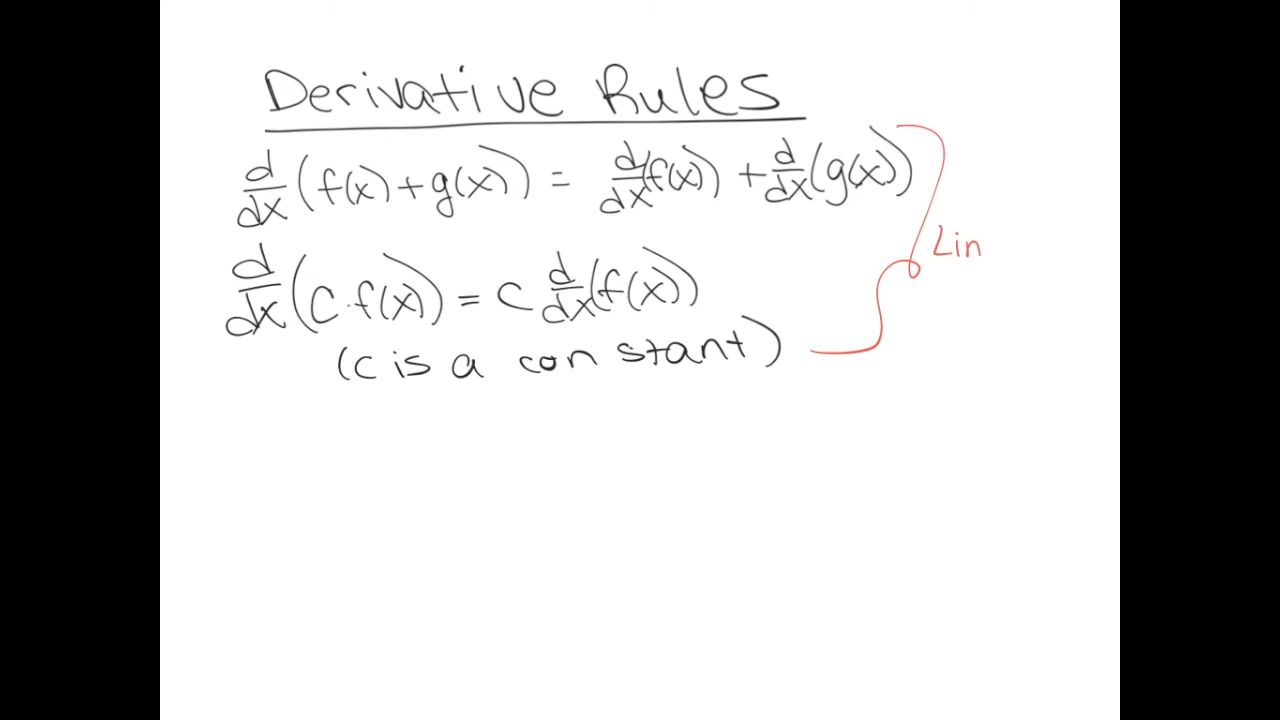 Derivative Rules
d/dx (f(x) + g(x)) = d/dx f(x)) + d/dx (g(x))
Lin
d/dx (C · f(x)) = C d/dx (f(x))
(c is a constant)